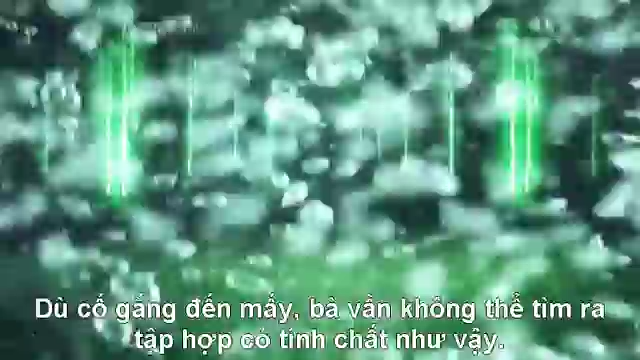 Dù cố gắng đến mấy, bà vẫn không thể tìm ra
tập hợp có tính chất như vậy.